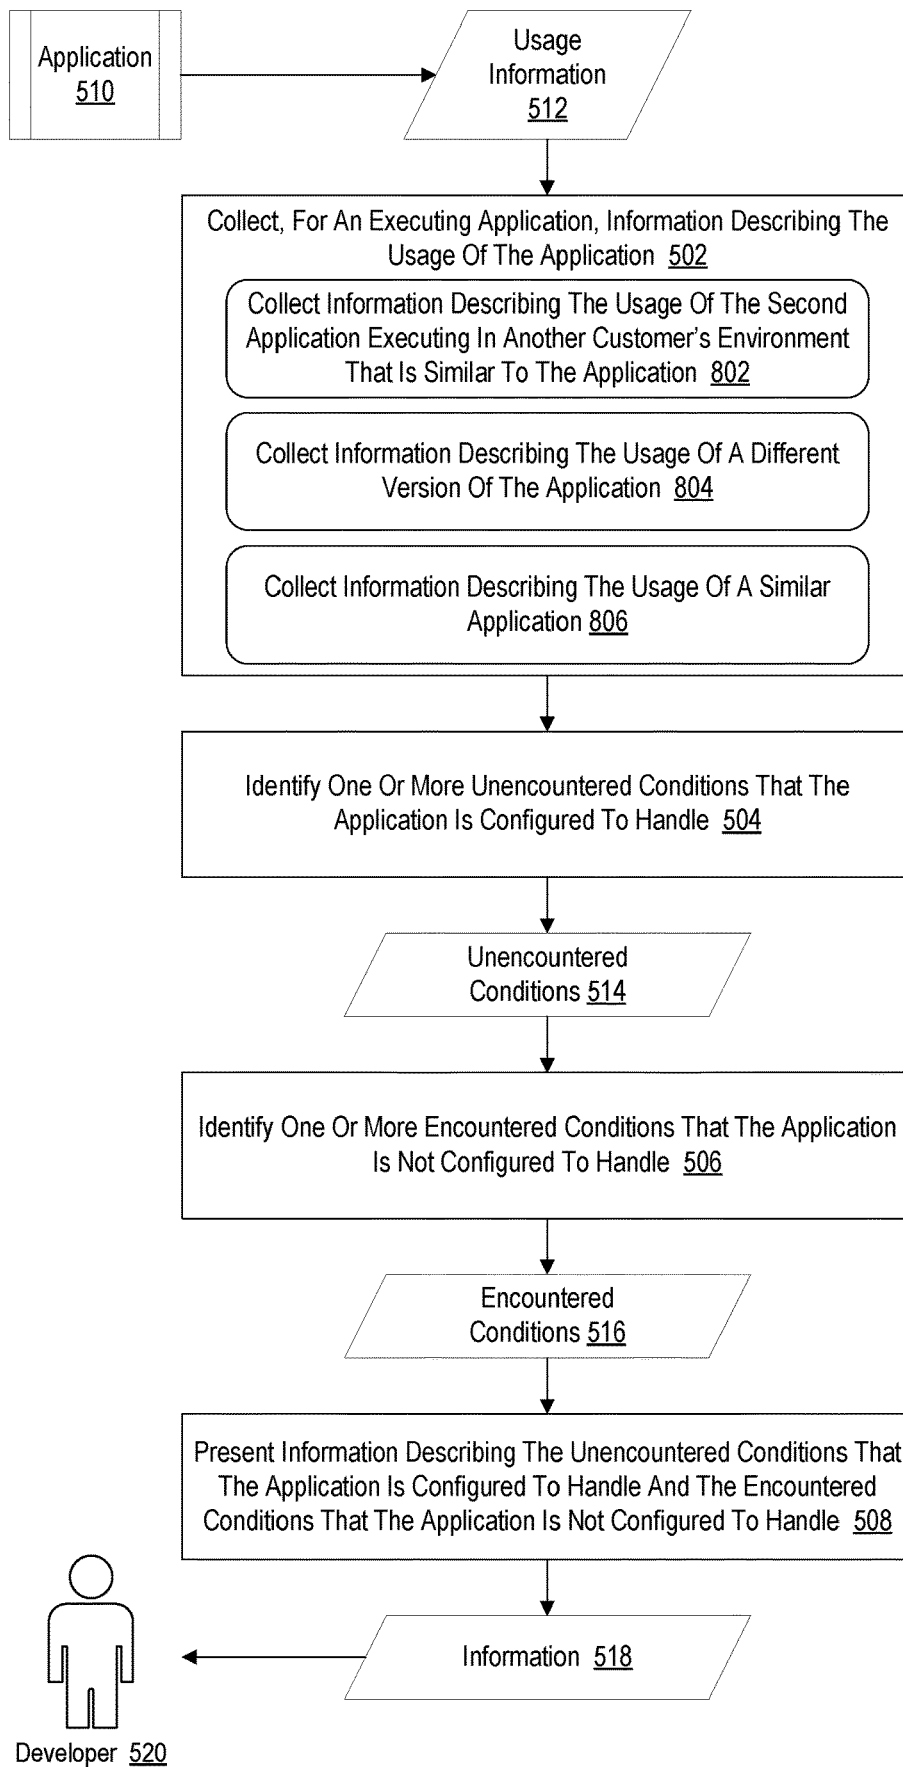 Application
510
Usage
Information
512
Collect, For An Executing Application, Information Describing The
Usage Of The Application 502
Collect Information Describing The Usage Of The Second
Application Executing In Another Customer's Environment
That Is Similar To The Application 802
Collect Information Describing The Usage Of A Different
Version Of The Application 804
Collect Information Describing The Usage Of A Similar
Application 806
Identify One Or More Unencountered Conditions That The
Application Is Configured To Handle 504
Unencountered
Conditions 514
Identify One Or More Encountered Conditions That The Application
Is Not Configured To Handle 506
Encountered
Conditions 516
Present Information Describing The Unencountered Conditions That
The Application Is Configured To Handle And The Encountered
Conditions That The Application Is Not Configured To Handle 508
Information 518
Developer 520